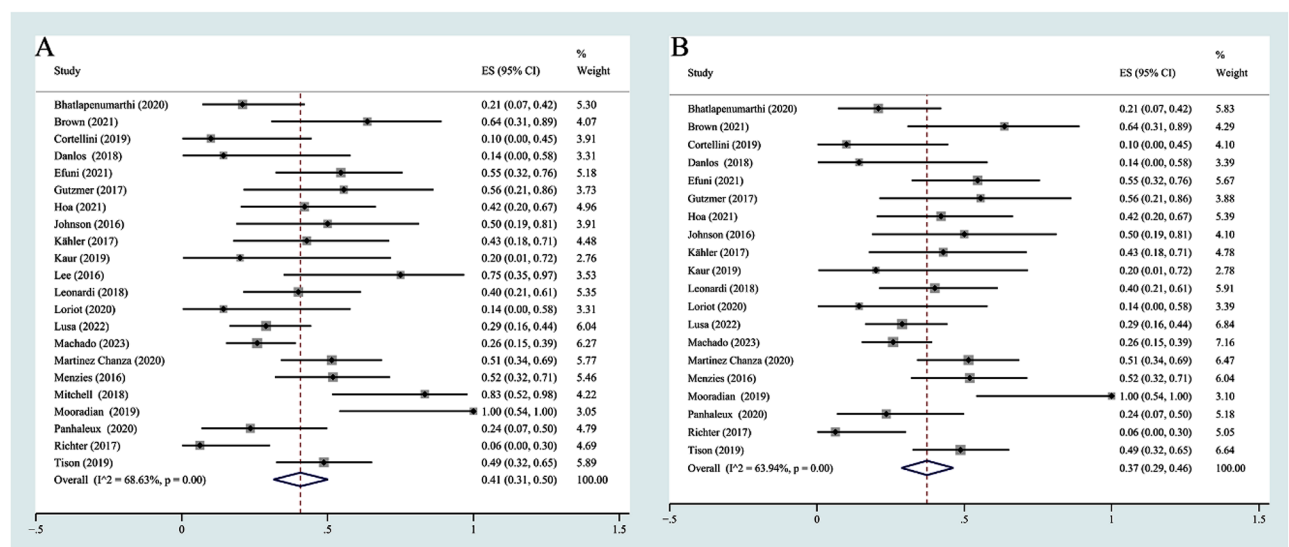 A
%
Study ES (95% CI) Weight
Bhatlapenumarthi (2020) 0.21 (0.07, 0.42) 5.30
Brown (2021) 0.64 (0.31, 0.89) 4.07
Cortellini (2019) 0.10 (0.00, 0.45) 3.91
Danlos (2018) 0.14 (0.00, 0.58) 3.31
Efuni (2021) 0.55 (0.32, 0.76) 5.18
Gutzmer (2017) 0.56 (0.21, 0.86) 3.73
Hoa (2021) 0.42 (0.20, 0.67) 4.96
Johnson (2016) 0.50 (0.19, 0.81) 3.91
Kähler (2017) 0.43 (0.18, 0.71) 4.48
Kaur (2019) 0.20 (0.01, 0.72) 2.76
Lee (2016) 0.75 (0.35, 0.97) 3.53
Leonardi (2018) 0.40 (0.21, 0.61) 5.35
Loriot (2020) 0.14 (0.00, 0.58) 3.31
Lusa (2022) 0.29 (0.16, 0.44) 6.04
Machado (2023) 0.26 (0.15, 0.39) 6.27
Martinez Chanza (2020) 0.51 (0.34, 0.69) 5.77
Menzies (2016) 0.52 (0.32, 0.71) 5.46
Mitchell (2018) 0.83 (0.52, 0.98) 4.22
Mooradian (2019) 1.00 (0.54, 1.00) 3.05
Panhaleux (2020) 0.24 (0.07, 0.50) 4.79
Richter (2017) 0.06 (0.00, 0.30) 4.69
Tison (2019) 0.49 (0.32, 0.65) 5.89
Overall (I^2 = 68.63%, p = 0.00) 0.41 (0.31, 0.50) 100.00
-.5 0 .5 1 1.5
B
%
Study ES (95% CI) Weight
Bhatlapenumarthi (2020) 0.21 (0.07, 0.42) 5.83
Brown (2021) 0.64 (0.31, 0.89) 4.29
Cortellini (2019) 0.10 (0.00, 0.45) 4.10
Danlos (2018) 0.14 (0.00, 0.58) 3.39
Efuni (2021) 0.55 (0.32, 0.76) 5.67
Gutzmer (2017) 0.56 (0.21, 0.86) 3.88
Hoa (2021) 0.42 (0.20, 0.67) 5.39
Johnson (2016) 0.50 (0.19, 0.81) 4.10
Kähler (2017) 0.43 (0.18, 0.71) 4.78
Kaur (2019) 0.20 (0.01, 0.72) 2.78
Leonardi (2018) 0.40 (0.21, 0.61) 5.91
Loriot (2020) 0.14 (0.00, 0.58) 3.39
Lusa (2022) 0.29 (0.16, 0.44) 6.84
Machado (2023) 0.26 (0.15, 0.39) 7.16
Martinez Chanza (2020) 0.51 (0.34, 0.69) 6.47
Menzies (2016) 0.52 (0.32, 0.71) 6.04
Mooradian (2019) 1.00 (0.54, 1.00) 3.10
Panhaleux (2020) 0.24 (0.07, 0.50) 5.18
Richter (2017) 0.06 (0.00, 0.30) 5.05
Tison (2019) 0.49 (0.32, 0.65) 6.64
Overall (I^2 = 63.94%, p = 0.00) 0.37 (0.29, 0.46) 100.00
-.5 0 .5 1 1.5